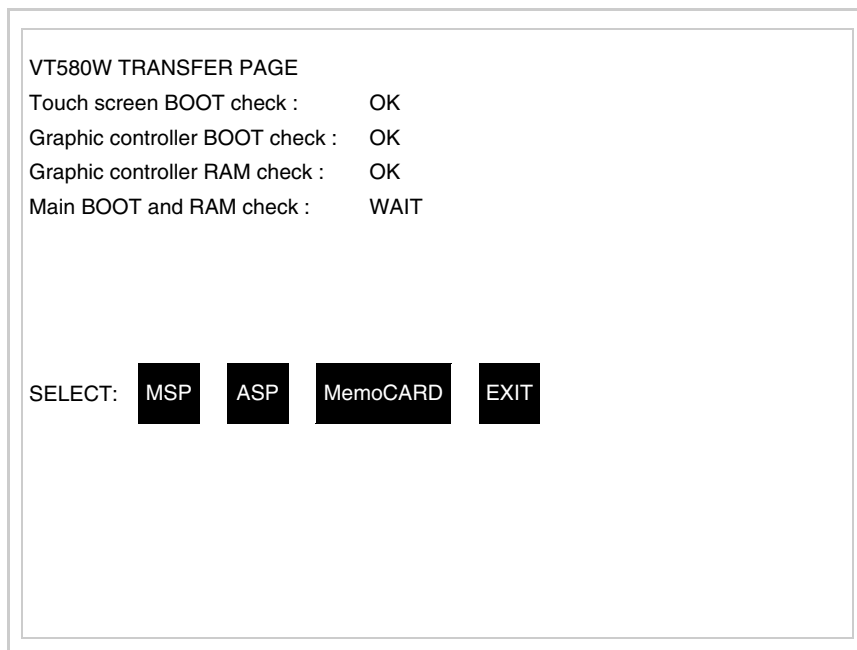 VT580W TRANSFER PAGE
Touch screen BOOT check : OK
Graphic controller BOOT check : OK
Graphic controller RAM check : OK
Main BOOT and RAM check : WAIT
SELECT: MSP ASP MemoCARD EXIT